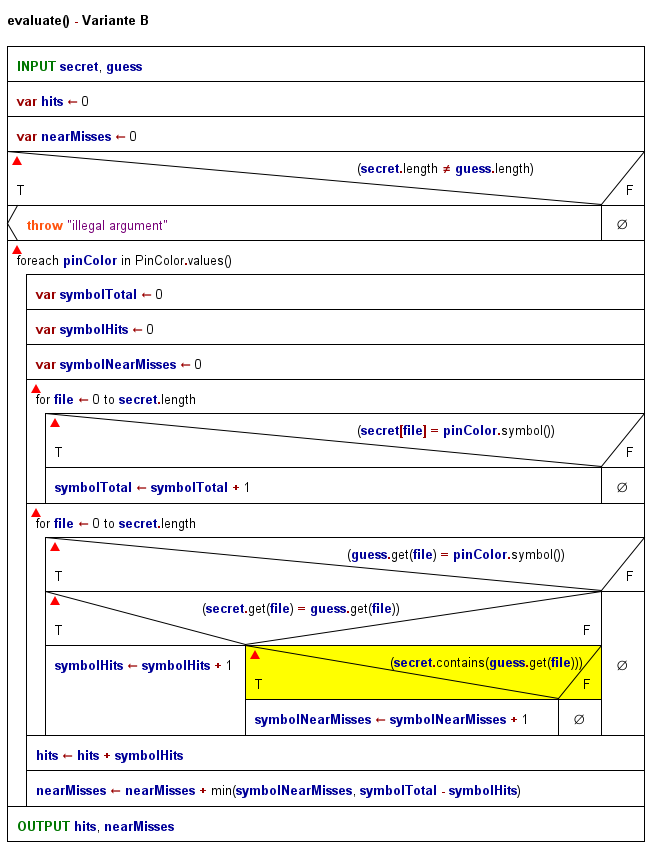 evaluate() - Variante B
INPUT secret, guess
var hits ← 0
var nearMisses ← 0
(secret.length ≠ guess.length)
T F
throw "illegal argument" ∅
foreach pinColor in PinColor.values()
var symbolTotal ← 0
var symbolHits ← 0
var symbolNearMisses ← 0
for file ← 0 to secret.length
(secret[file] = pinColor.symbol())
T F
symbolTotal ← symbolTotal + 1 ∅
for file ← 0 to secret.length
(guess.get(file) = pinColor.symbol())
T F
(secret.get(file) = guess.get(file))
T F
symbolHits ← symbolHits + 1 (secret.contains(guess.get(file))) ∅
T F
symbolNearMisses ← symbolNearMisses + 1 ∅
hits ← hits + symbolHits
nearMisses ← nearMisses + min(symbolNearMisses, symbolTotal - symbolHits)
OUTPUT hits, nearMisses